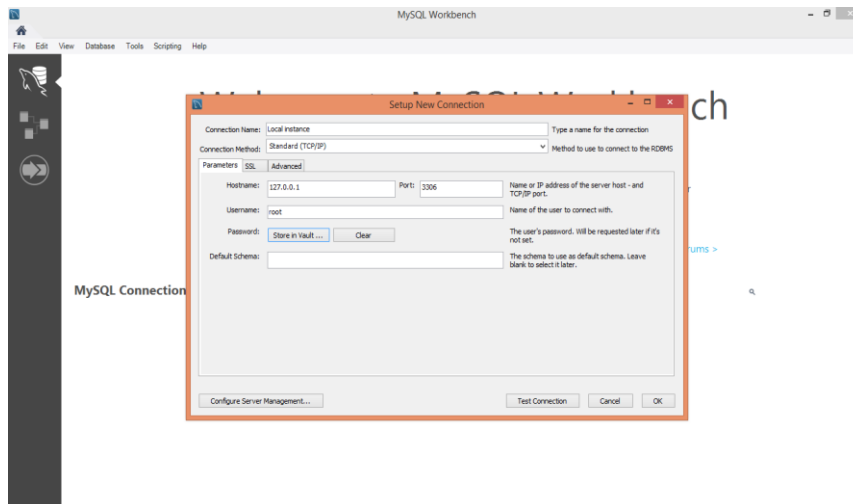 MySQL Workbench
File Edit View Database Tools Scripting Help
ch
Setup New Connection
Connection Name: Local instance Type a name for the connection
Connection Method: Standard (TCP/IP) Method to use to connect to the RDBMS
Parameters SSL Advanced
Hostname: 127.0.0.1 Port: 3306 Name or IP address of the server host - and
TCP/IP port.
Username: root Name of the user to connect with.
Password: Store in Vault ... Clear The user's password. Will be requested later if it's
not set.
Default Schema: The schema to use as default schema. Leave
blank to select it later.
rums >
MySQL Connection
Configure Server Management... Test Connection Cancel OK